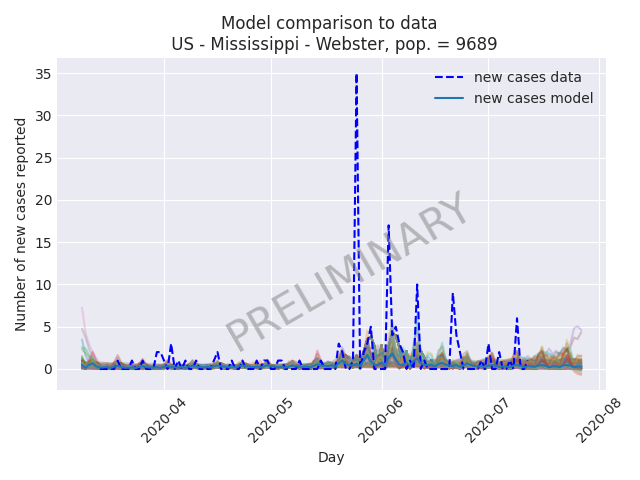 Model comparison to data
US - Mississippi - Webster, pop. = 9689
new cases data
new cases model
PRELIMINARY
Number of new cases reported
35
30
25
20
15
10
5
0
2020-04
2020-05
2020-06
2020-07
2020-08
Day